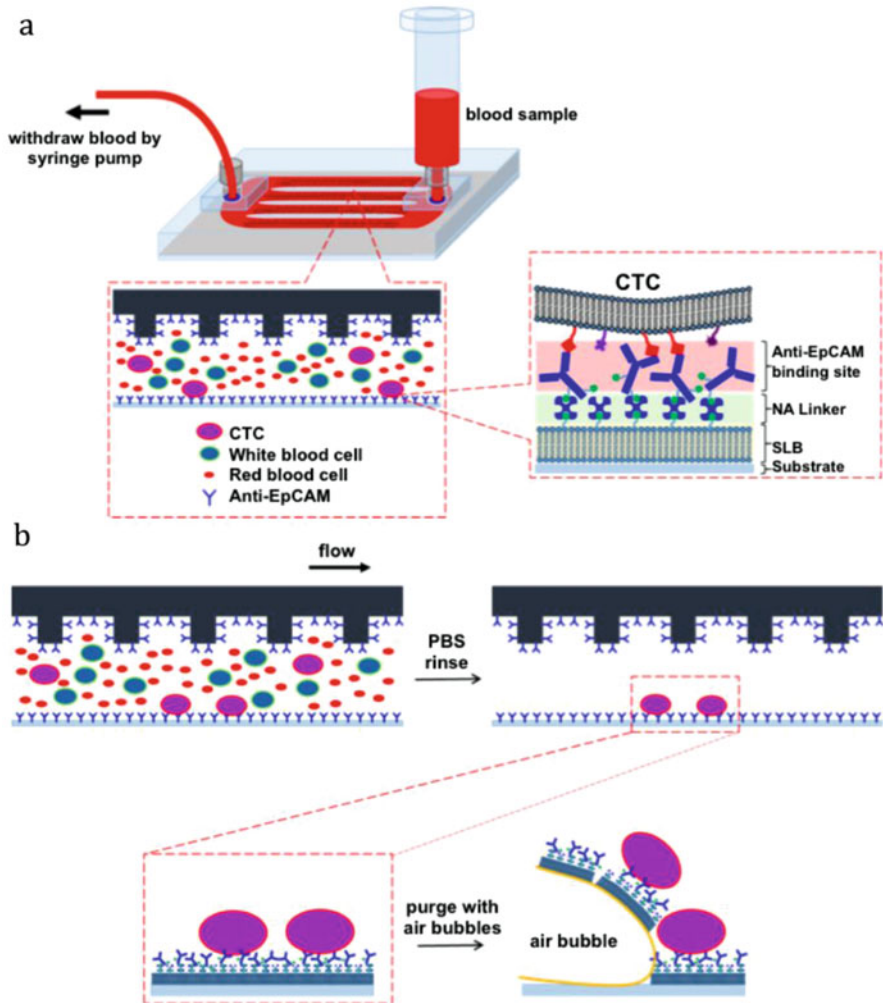 a
withdraw blood by
syringe pump
blood sample
CTC
Anti-EpCAM
binding site
NA Linker
SLB
Substrate
CTC
White blood cell
Red blood cell
Anti-EpCAM
b
flow
PBS
rinse
purge with
air bubbles
air bubble